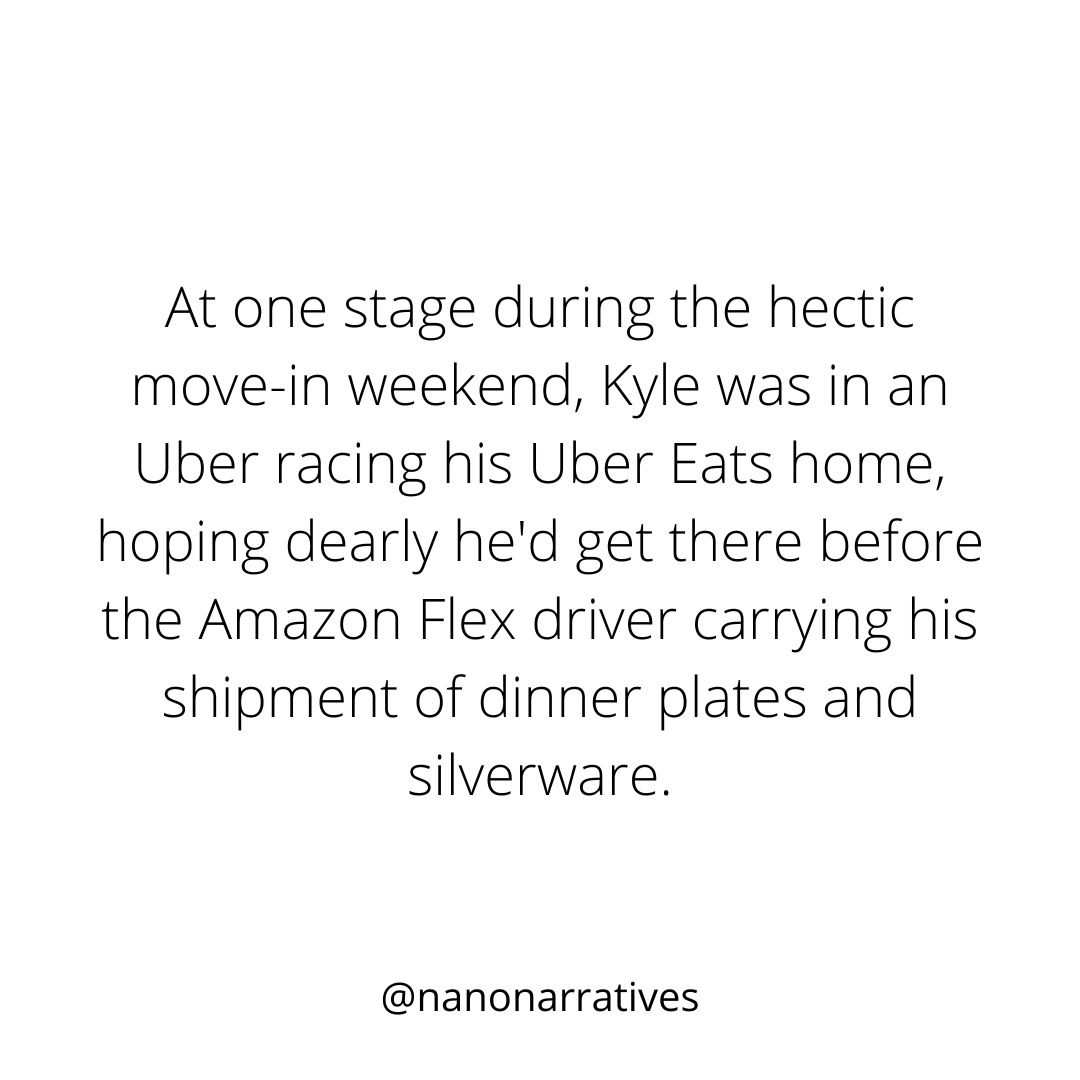 At one stage during the hectic
move-in weekend, Kyle was in an
Uber racing his Uber Eats home,
hoping dearly he'd get there before
the Amazon Flex driver carrying his
shipment of dinner plates and
silverware.
@nanonarratives